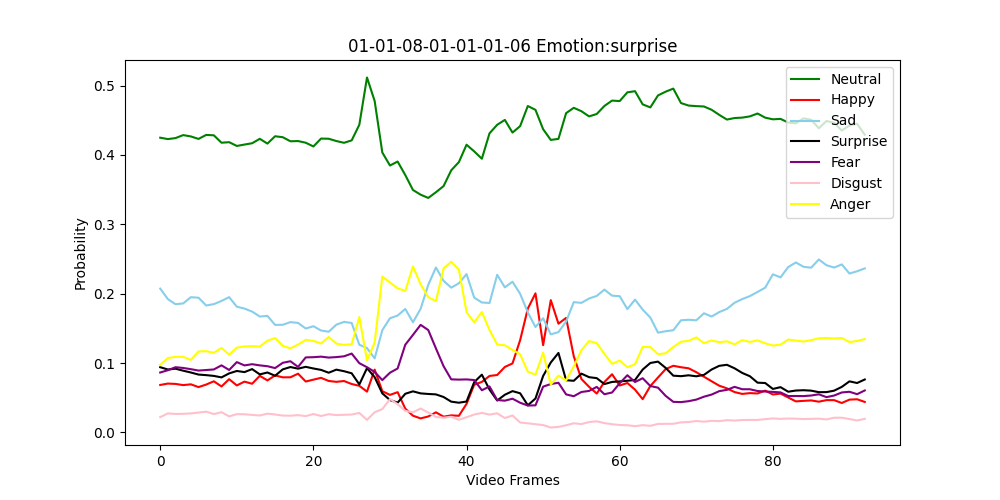 01-01-08-01-01-01-06 Emotion:surprise
Probability
0.5
0.4
0.3
0.2
0.1
0.0
0
20
40
60
80
Video Frames
Neutral
Happy
Sad
Surprise
Fear
Disgust
Anger